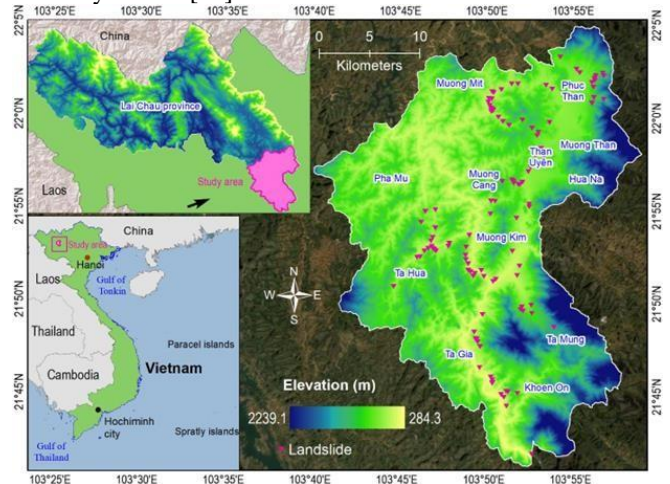 103°25'E 103°30'E 103°35'E 103°40'E 103°45'E 103°50'E 103°55'E
22°5'N
22°0'N
21°55'N
21°50'N
21°45'N
China
Lai Chau province
Laos
Study area
China
Study area
Hanoi
Gulf of
Tonkin
Laos
Thailand
Paracel islands
Vietnam
Cambodia
Hochiminh
city
Spratly islands
Gulf of
Thailand
0 5 10
Kilometers
Muong Mit
Phuc
Than
Muong Than
Than
Uyên
Hua Na
Muong
Cang
Pha Mu
Muong Kim
Ta Hua
N
W E
S
Ta Mung
Ta Gia
Khoen On
Elevation (m)
2239.1 284.3
Landslide
22°5'N
22°0'N
21°55'N
21°50'N
21°45'N
103°25'E 103°30'E 103°35'E 103°40'E 103°45'E 103°50'E 103°55'E